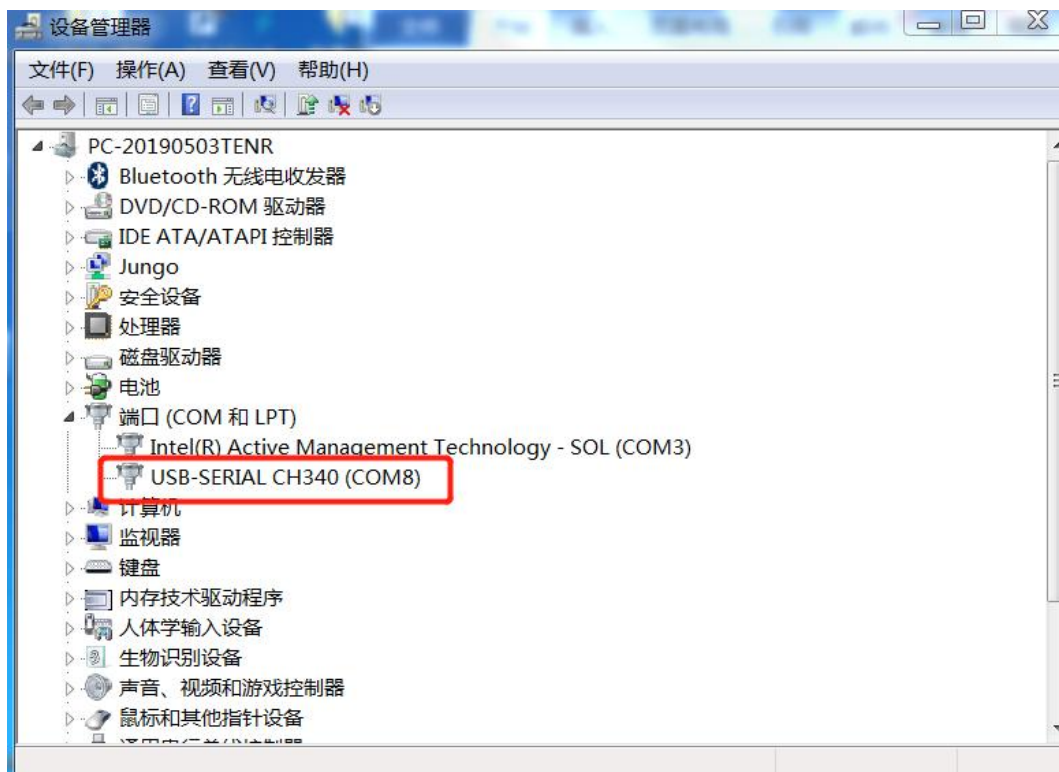 设备管理器
文件(F) 操作(A) 查看(V) 帮助(H)
PC-20190503TENR
Bluetooth 无线电收发器
DVD/CD-ROM 驱动器
IDE ATA/ATAPI 控制器
Jungo
安全设备
处理器
磁盘驱动器
电池
端口 (COM 和 LPT)
Intel(R) Active Management Technology - SOL (COM3)
USB-SERIAL CH340 (COM8)
计算机
监视器
键盘
内存技术驱动程序
人体学输入设备
生物识别设备
声音、视频和游戏控制器
鼠标和其他指针设备